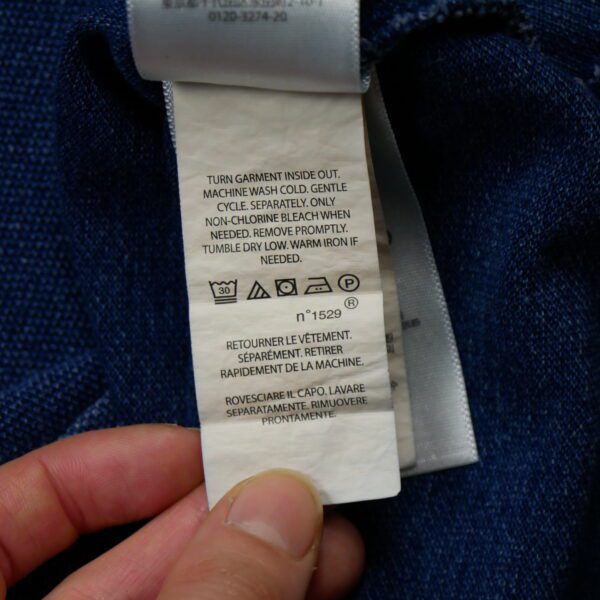 0120-3274-20
TURN GARMENT INSIDE OUT.
MACHINE WASH COLD. GENTLE
CYCLE. SEPARATELY. ONLY
NON-CHLORINE BLEACH WHEN
NEEDED. REMOVE PROMPTLY.
TUMBLE DRY LOW. WARM IRON IF
NEEDED.
30 P
n°1529 ®
RETOURNER LE VÊTEMENT.
SÉPARÉMENT. RETIRER
RAPIDEMENT DE LA MACHINE.
ROVESCIARE IL CAPO. LAVARE
SEPARATAMENTE. RIMUOVERE
PRONTAMENTE.